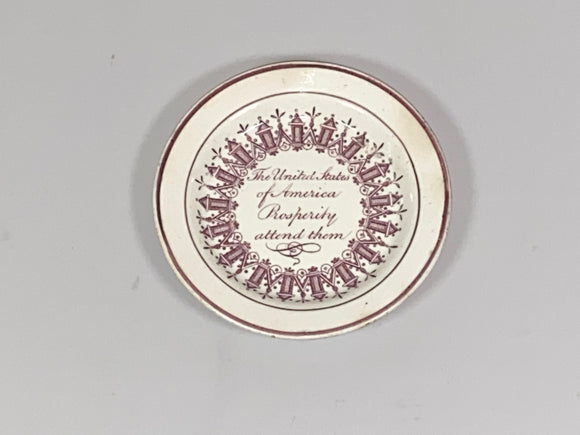 The United States
of America
Prosperity
attend them